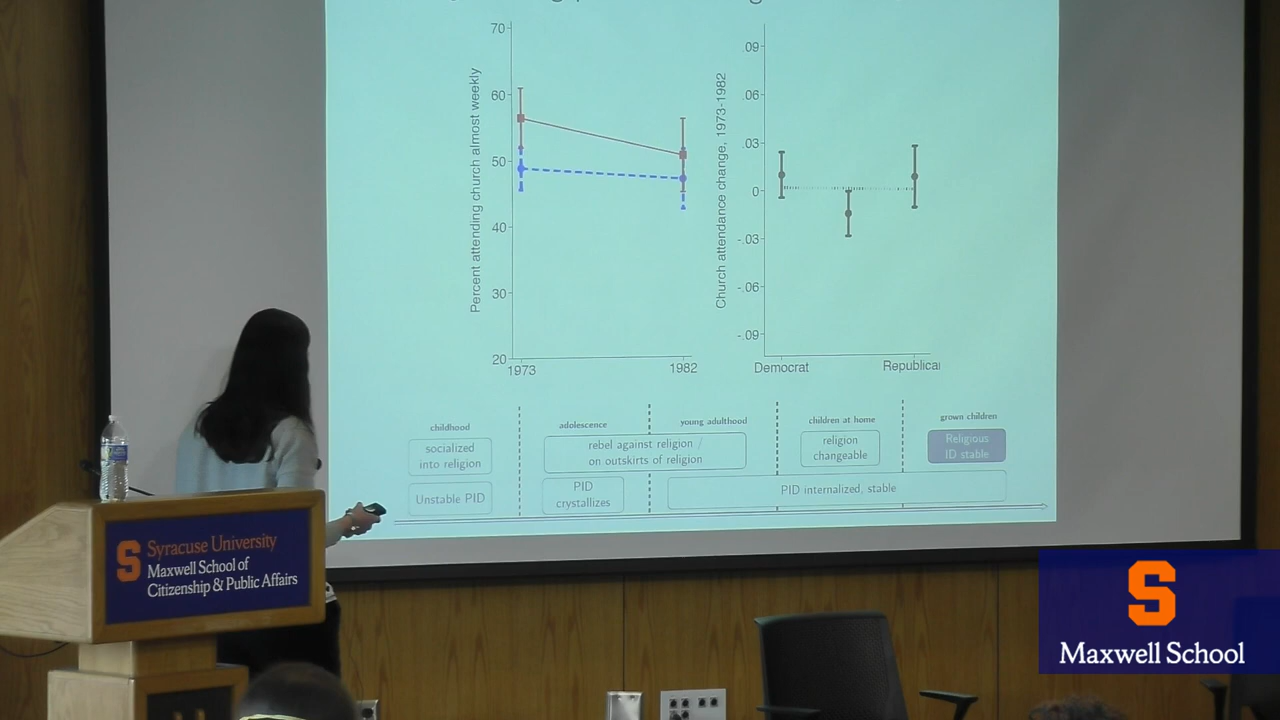 70
60
50
40
30
20
Percent attending church almost weekly
1973
1982
.09
.06
.03
0
-.03
-.06
-.09
Church attendance change, 1973-1982
Democrat
Republica
childhood
adolescence
young adulthood
children at home
grown children
socialized
into religion
rebel against religion /
on outskirts of religion
religion
changeable
Religious
ID stable
Unstable PID
PID
crystallizes
PID internalized, stable
S Syracuse University
Maxwell School of
Citizenship & Public Affairs
S
Maxwell School